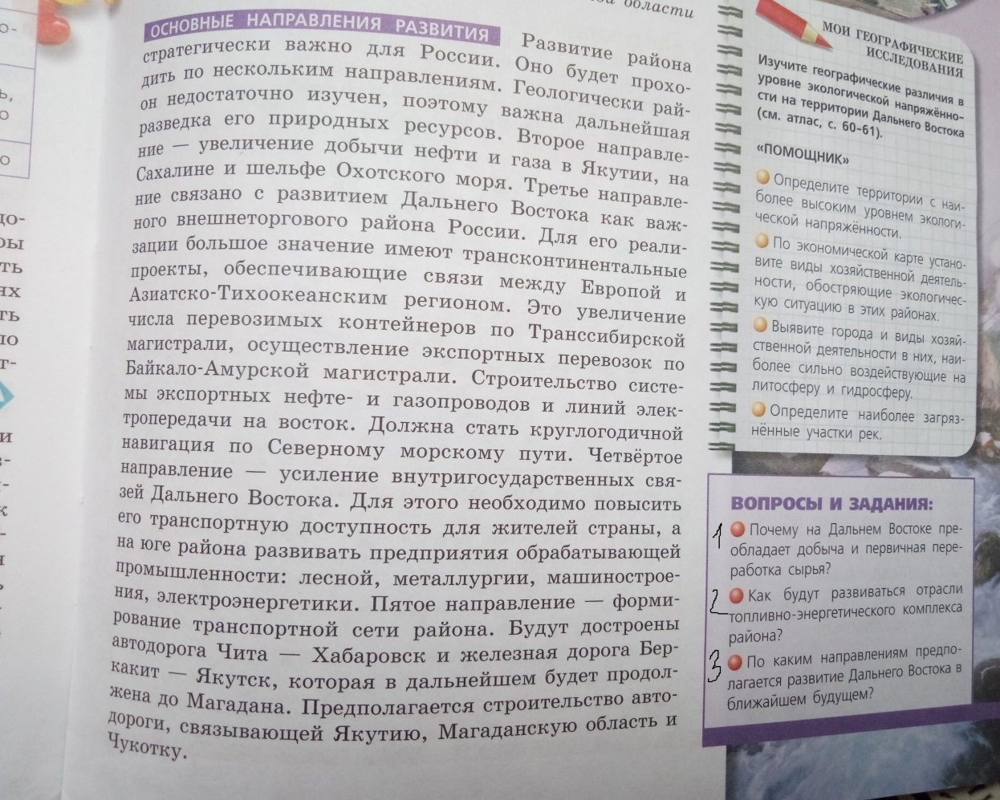 ой области
ОСНОВНЫЕ НАПРАВЛЕНИЯ РАЗВИТИЯ Развитие района
стратегически важно для России. Оно будет прохо-
дить по нескольким направлениям. Геологически рай-
он недостаточно изучен, поэтому важна дальнейшая
разведка его природных ресурсов. Второе направле-
ние — увеличение добычи нефти и газа в Якутии, на
Сахалине и шельфе Охотского моря. Третье направле-
ние связано с развитием Дальнего Востока как важ-
ного внешнеторгового района России. Для его реали-
зации большое значение имеют трансконтинентальные
проекты, обеспечивающие связи между Европой и
Азиатско-Тихоокеанским регионом. Это увеличение
числа перевозимых контейнеров по Транссибирской
магистрали, осуществление экспортных перевозок по
Байкало-Амурской магистрали. Строительство систе-
мы экспортных нефте- и газопроводов и линий элек-
тропередачи на восток. Должна стать круглогодичной
навигация по Северному морскому пути. Четвёртое
направление — усиление внутригосударственных свя-
зей Дальнего Востока. Для этого необходимо повысить
его транспортную доступность для жителей страны, а
на юге района развивать предприятия обрабатывающей
промышленности: лесной, металлургии, машинострое-
ния, электроэнергетики. Пятое направление — форми-
рование транспортной сети района. Будут достроены
автодорога Чита — Хабаровск и железная дорога Бер-
какит — Якутск, которая в дальнейшем будет продол-
жена до Магадана. Предполагается строительство авто-
дороги, связывающей Якутию, Магаданскую область и
Чукотку.
МОИ ГЕОГРАФИЧЕСКИЕ
ИССЛЕДОВАНИЯ
Изучите географические различия в
уровне экологической напряжённо-
сти на территории Дальнего Востока
(см. атлас, с. 60–61).
«ПОМОЩНИК»
Определите территории с наи-
более высоким уровнем экологи-
ческой напряжённости.
По экономической карте устано-
вите виды хозяйственной деятель-
ности, обостряющие экологичес-
кую ситуацию в этих районах.
Выявите города и виды хозяй-
ственной деятельности в них, наи-
более сильно воздействующие на
литосферу и гидросферу.
Определите наиболее загряз-
нённые участки рек.
ВОПРОСЫ И ЗАДАНИЯ:
1 Почему на Дальнем Востоке пре-
обладает добыча и первичная пере-
работка сырья?
2 Как будут развиваться отрасли
топливно-энергетического комплекса
района?
3 По каким направлениям предпо-
лагается развитие Дальнего Востока в
ближайшем будущем?